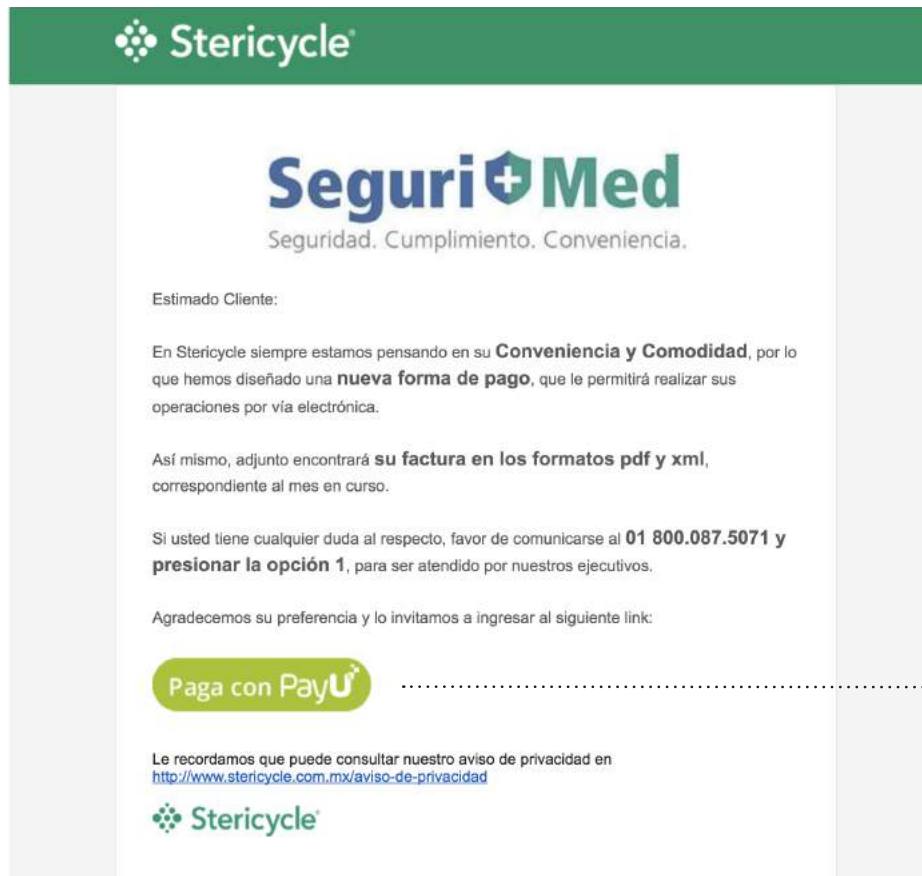 Stericycle®
Seguri Med
Seguridad. Cumplimiento. Conveniencia.
Estimado Cliente:
En Stericycle siempre estamos pensando en su Conveniencia y Comodidad, por lo
que hemos diseñado una nueva forma de pago, que le permitirá realizar sus
operaciones por vía electrónica.
Así mismo, adjunto encontrará su factura en los formatos pdf y xml,
correspondiente al mes en curso.
Si usted tiene cualquier duda al respecto, favor de comunicarse al 01 800.087.5071 y
presionar la opción 1, para ser atendido por nuestros ejecutivos.
Agradecemos su preferencia y lo invitamos a ingresar al siguiente link:
Paga con PayU
Le recordamos que puede consultar nuestro aviso de privacidad en
http://www.stericycle.com.mx/aviso-de-privacidad
Stericycle®